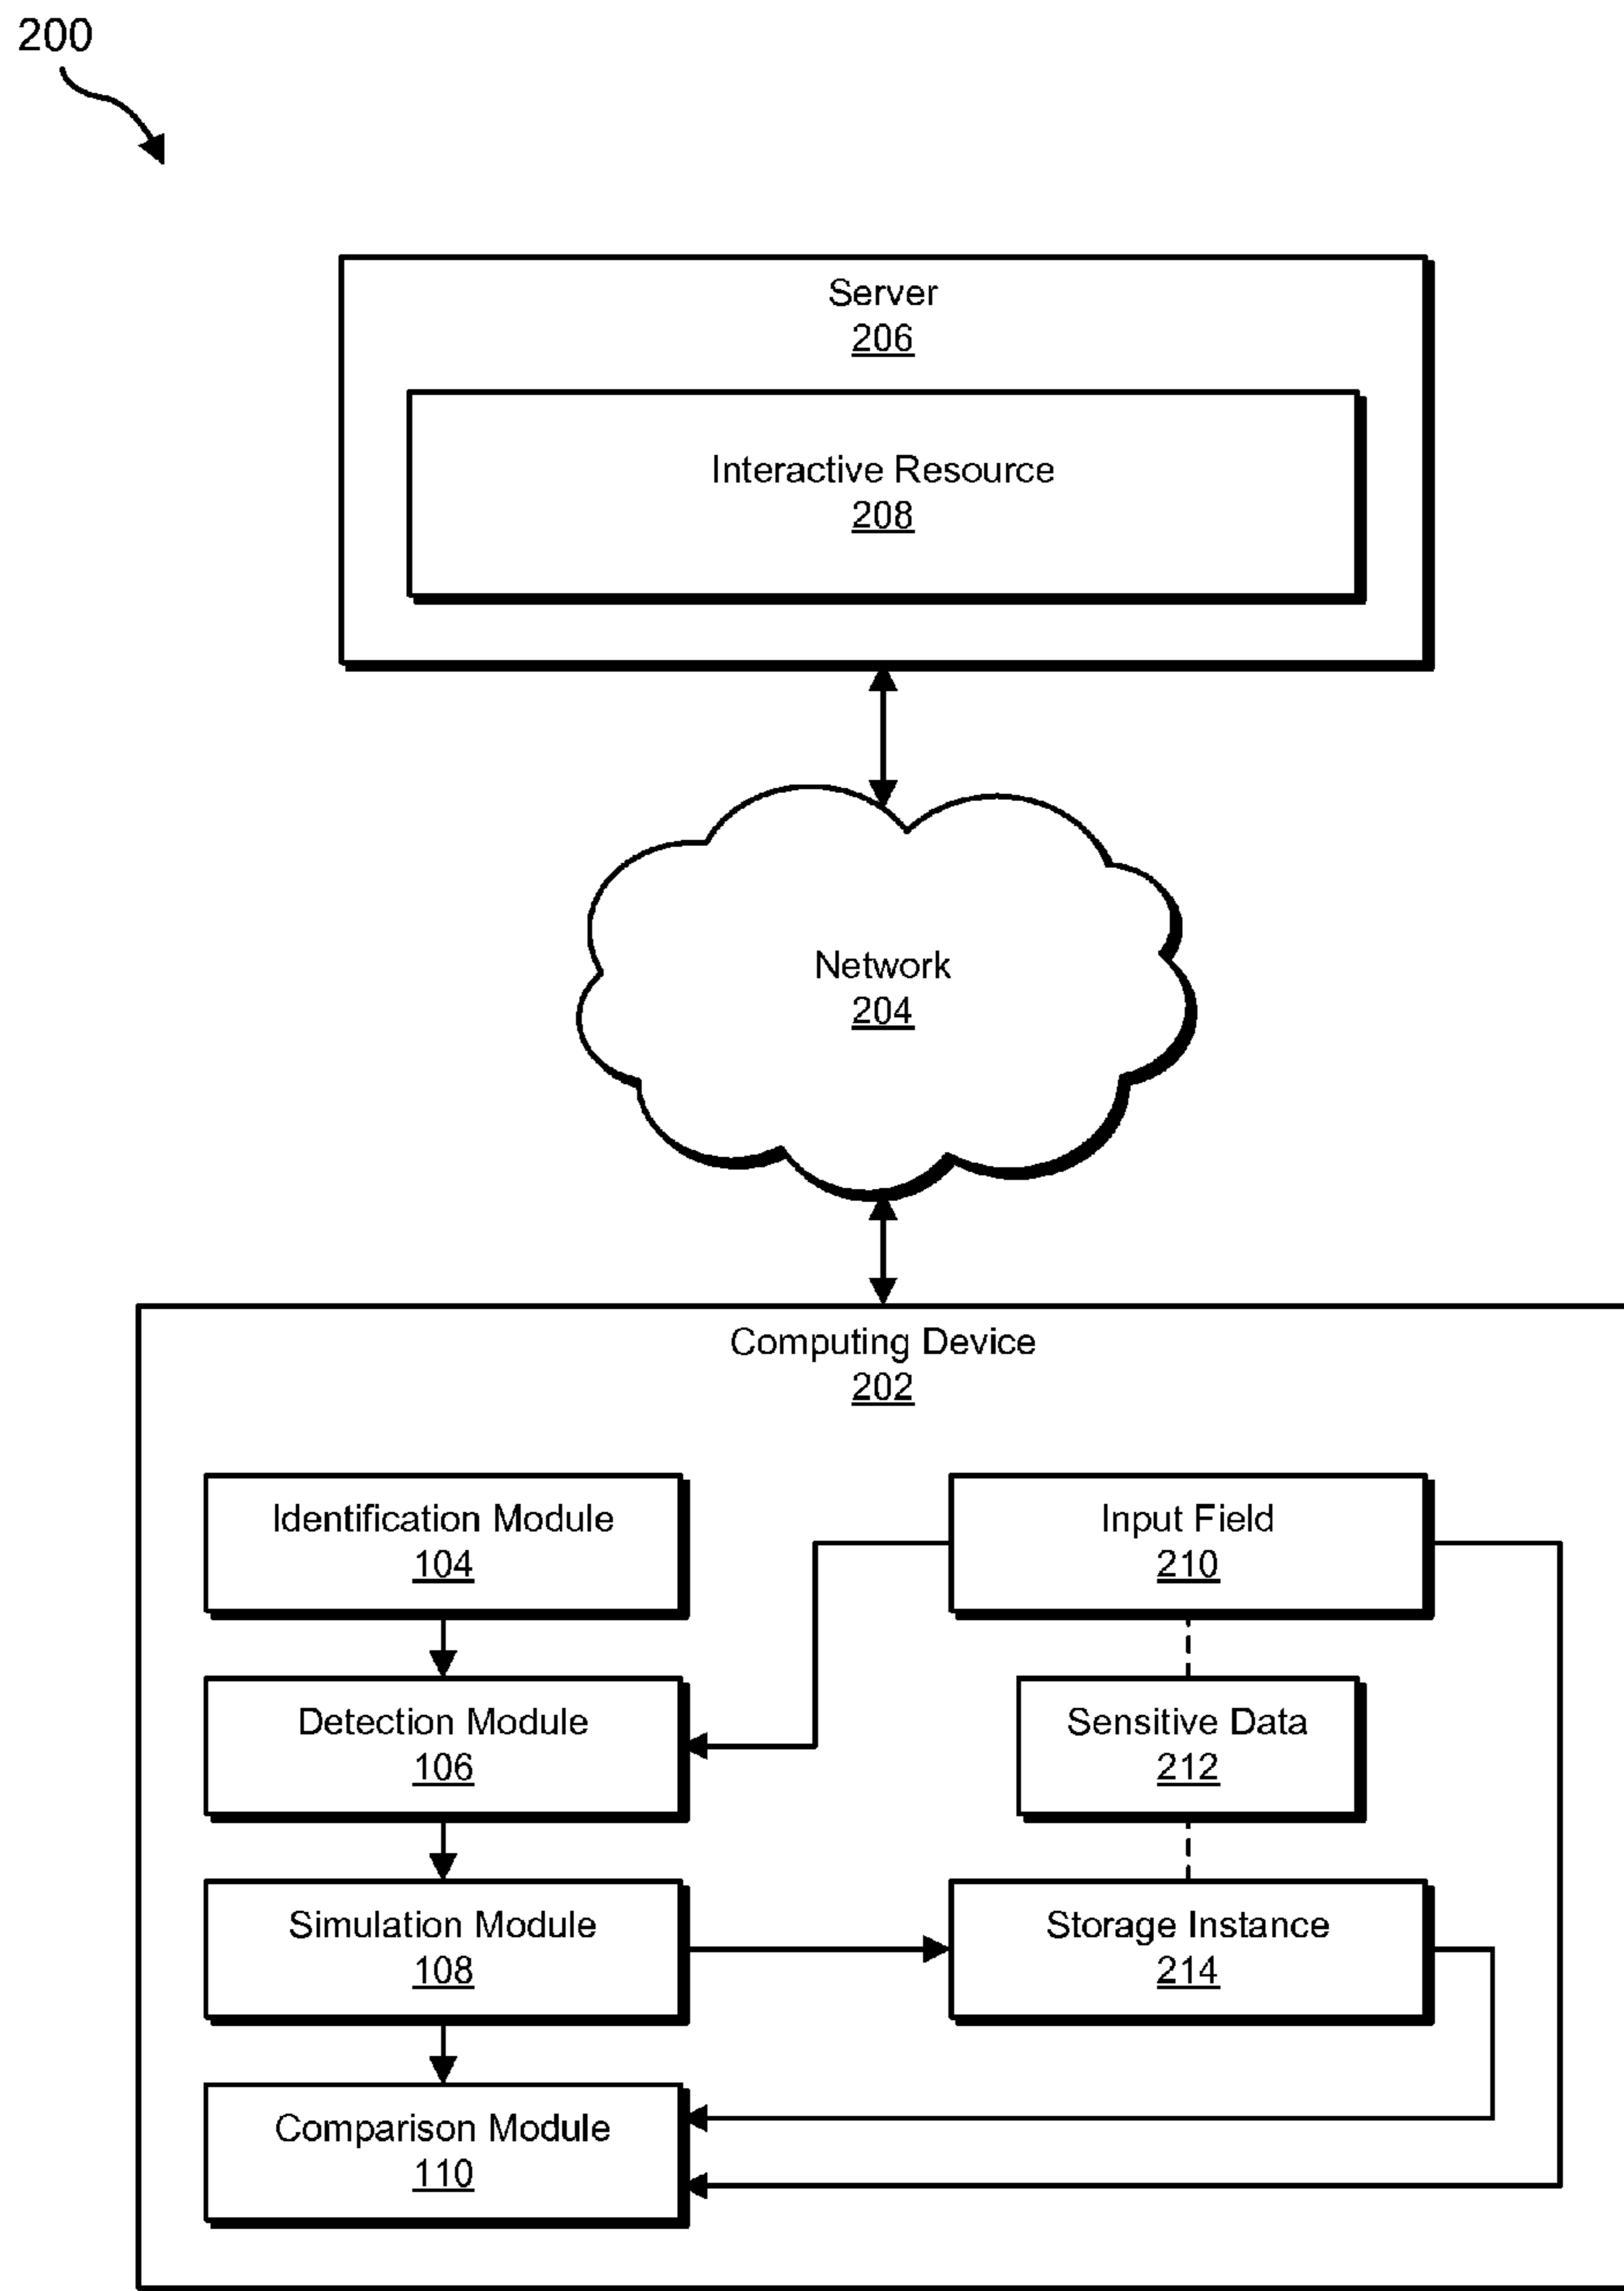 200
Server
206
Interactive Resource
208
Network
204
Computing Device
202
Identification Module
104
Input Field
210
Detection Module
106
Sensitive Data
212
Simulation Module
108
Storage Instance
214
Comparison Module
110